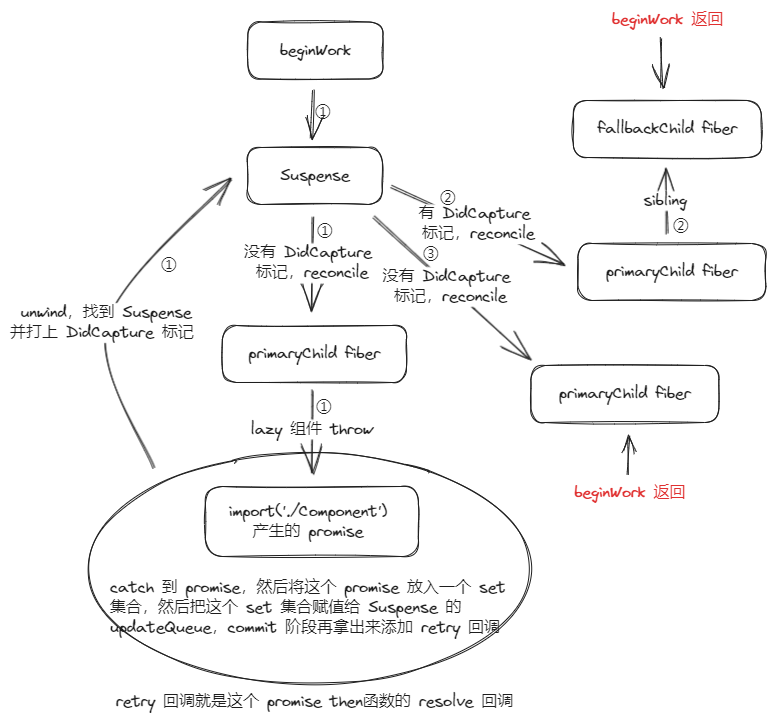 beginWork 返回
beginWork
①
fallbackChild fiber
Suspense
②
有 DidCapture
标记，reconcile
sibling
②
①
没有 DidCapture
标记，reconcile
③
没有 DidCapture
标记，reconcile
primaryChild fiber
①
unwind，找到 Suspense
并打上 DidCapture 标记
primaryChild fiber
primaryChild fiber
①
lazy 组件 throw
beginWork 返回
import('./Component')
产生的 promise
catch 到 promise，然后将这个 promise 放入一个 set
集合，然后把这个 set 集合赋值给 Suspense 的
updateQueue，commit 阶段再拿出来添加 retry 回调
retry 回调就是这个 promise then函数的 resolve 回调